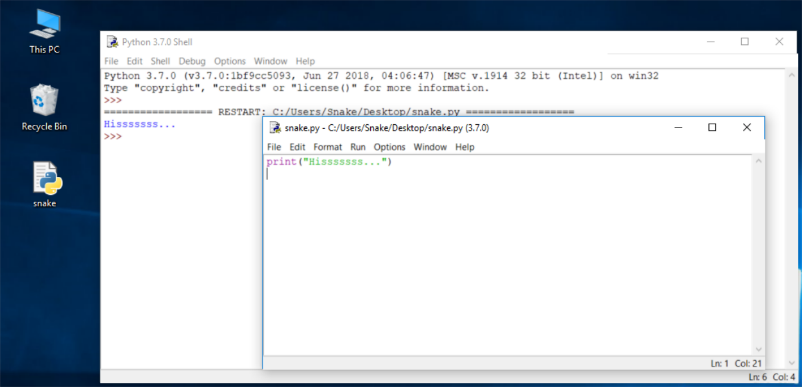 This PC
Recycle Bin
snake
Python 3.7.0 Shell
File Edit Shell Debug Options Window Help
Python 3.7.0 (v3.7.0:1bf9cc5093, Jun 27 2018, 04:06:47) [MSC v.1914 32 bit (Intel)] on win32
Type "copyright", "credits" or "license()" for more information.
>>>
================== RESTART: C:/Users/Snake/Desktop/snake.py ==================
Hisssssss...
>>>
snake.py - C:/Users/Snake/Desktop/snake.py (3.7.0)
File Edit Format Run Options Window Help
print("Hisssssss...")
Ln: 1 Col: 21
Ln: 6 Col: 4